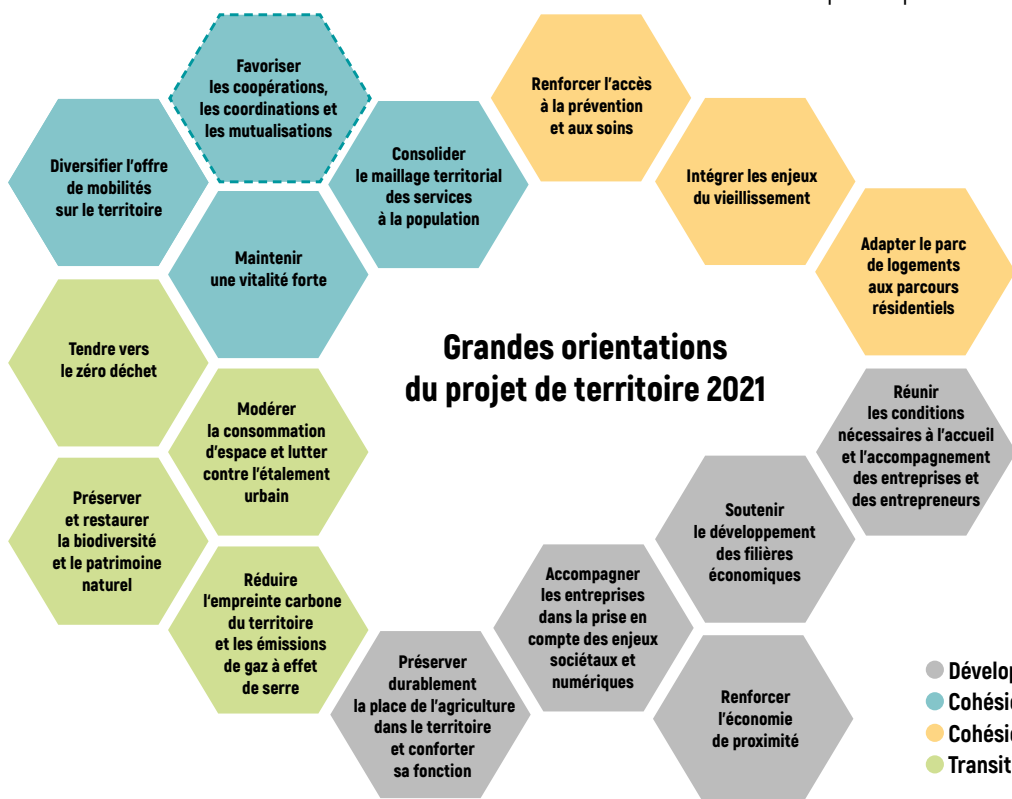 Favoriser
les coopérations,
les coordinations et
les mutualisations
Renforcer l'accès
à la prévention
et aux soins
Diversifier l'offre
de mobilités
sur le territoire
Consolider
le maillage territorial
des services
à la population
Intégrer les enjeux
du vieillissement
Maintenir
une vitalité forte
Adapter le parc
de logements
aux parcours
résidentiels
Grandes orientations
du projet de territoire 2021
Tendre vers
le zéro déchet
Modérer
la consommation
d'espace et lutter
contre l'étalement
urbain
Réunir
les conditions
nécessaires à l'accueil
et l'accompagnement
des entreprises et
des entrepreneurs
Préserver
et restaurer
la biodiversité
et le patrimoine
naturel
Soutenir
le développement
des filières
économiques
Réduire
l'empreinte carbone
du territoire
et les émissions
de gaz à effet
de serre
Accompagner
les entreprises
dans la prise en
compte des enjeux
sociétaux et
numériques
Préserver
durablement
la place de l'agriculture
dans le territoire
et conforter
sa fonction
Renforcer
l'économie
de proximité
Dévelop
Cohési
Cohési
Transit